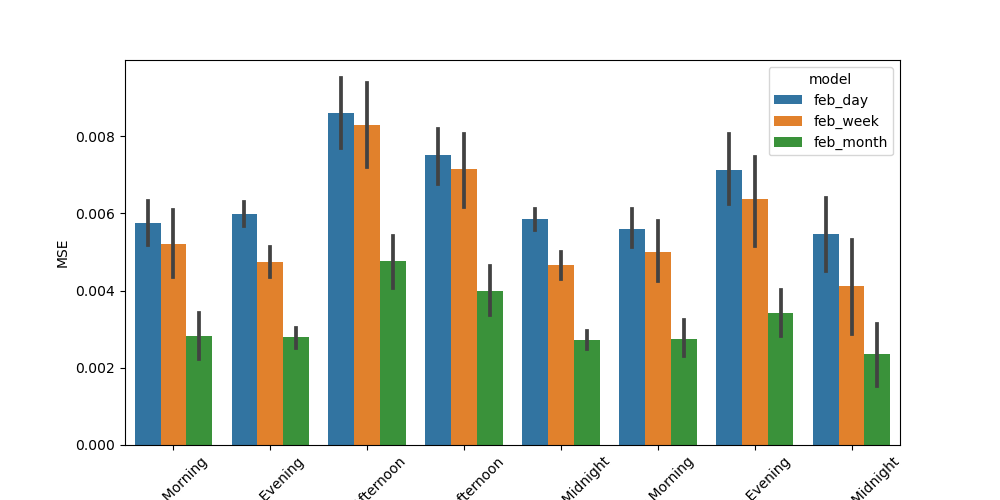 model
feb_day
feb_week
feb_month
0.008
0.006
0.004
0.002
0.000
MSE
Morning
Evening
fternoon
fternoon
Midnight
Morning
Evening
Midnight